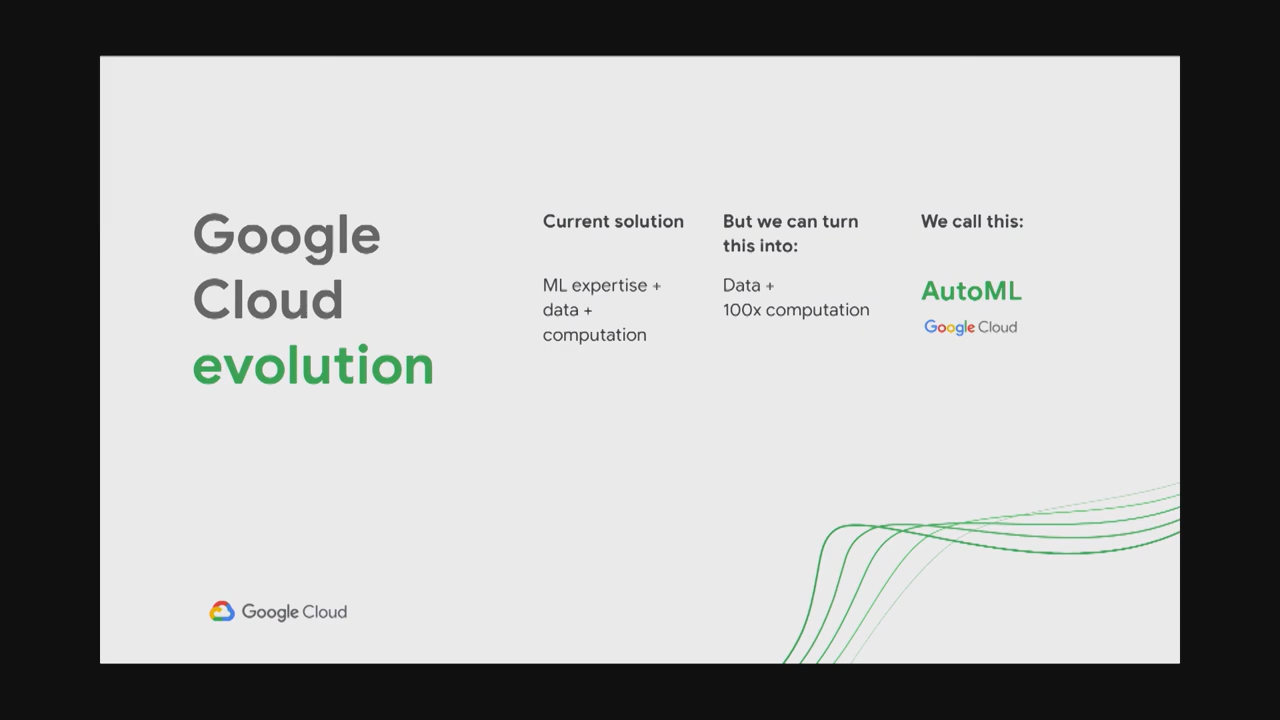 Google
Cloud
evolution
Current solution
ML expertise +
data +
computation
But we can turn
this into:
Data +
100x computation
We call this:
AutoML
Google Cloud
Google Cloud